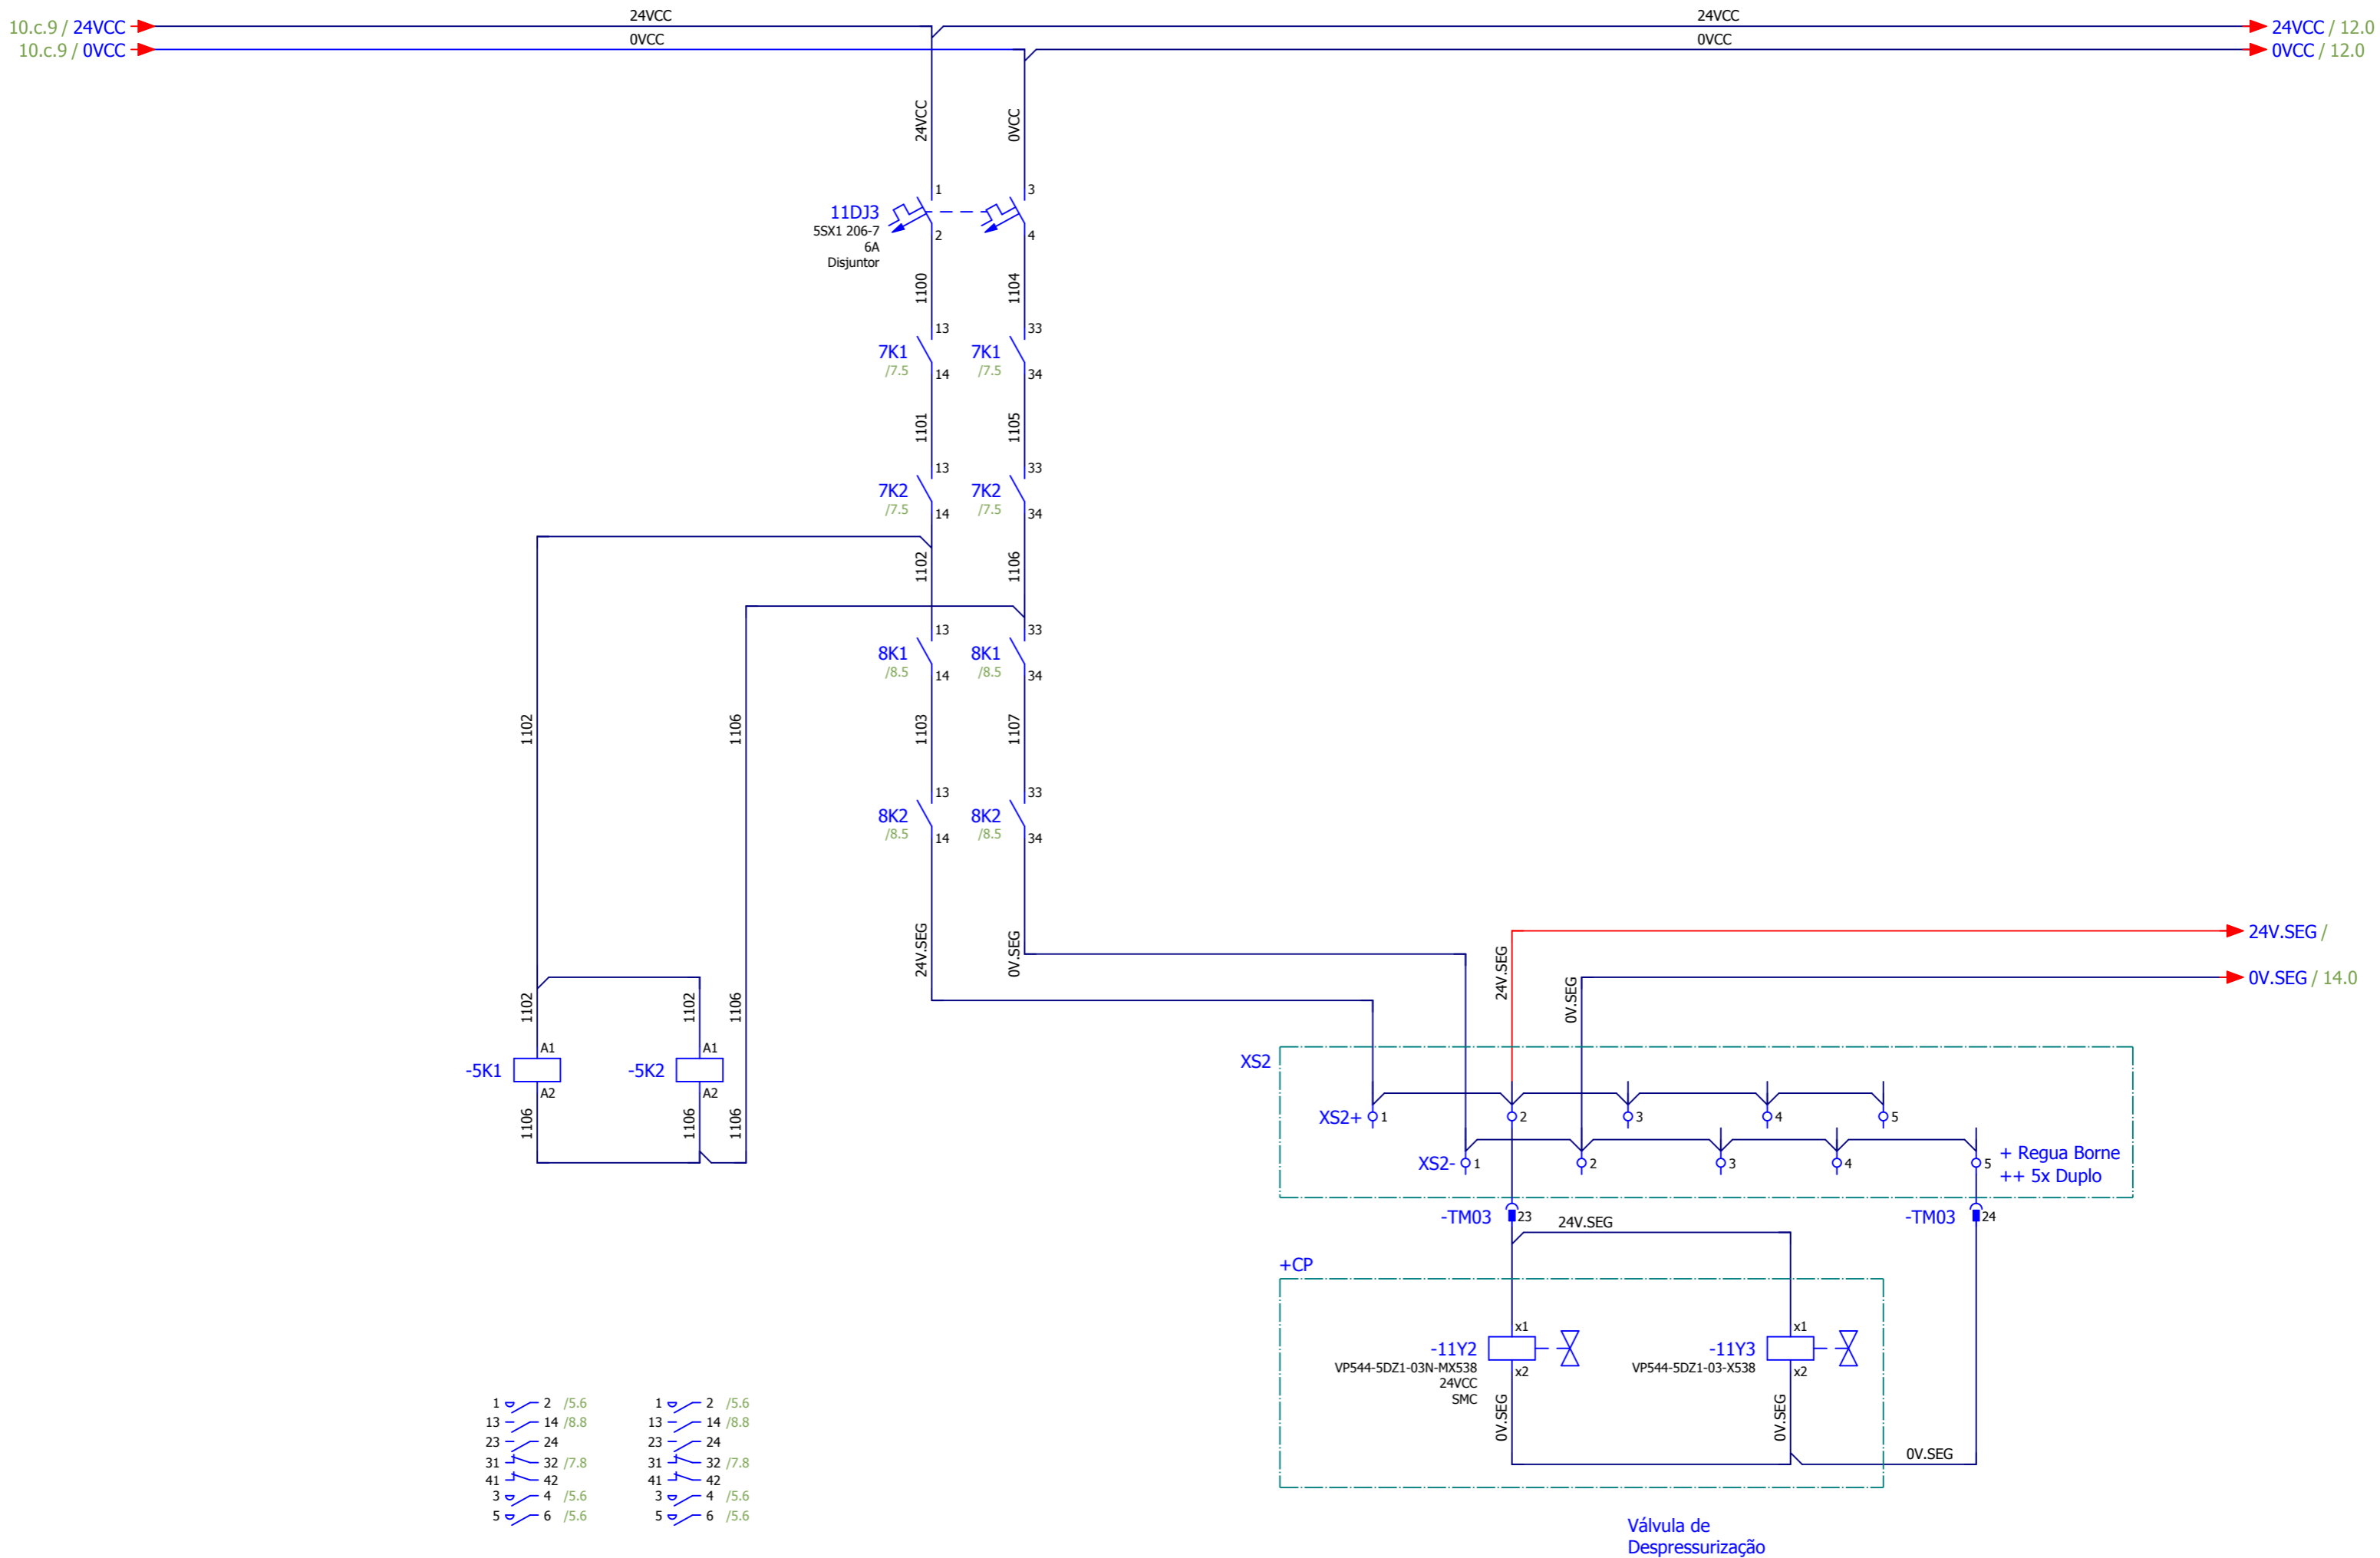 24VCC
24VCC
10.c.9 / 24VCC
24VCC / 12.0
0VCC
0VCC
10.c.9 / 0VCC
0VCC / 12.0
24VCC
0VCC
1
3
11DJ3
5SX1 206-7
6A
Disjuntor
2
4
1100
1104
13
33
7K1
/7.5
7K1
/7.5
14
34
1101
1105
13
33
7K2
/7.5
7K2
/7.5
14
34
1102
1106
13
33
8K1
/8.5
8K1
/8.5
14
34
1102
1106
1103
1107
13
33
8K2
/8.5
8K2
/8.5
14
34
24V.SEG
0V.SEG
24V.SEG
0V.SEG
24V.SEG /
0V.SEG / 14.0
1102
1102
1106
A1
A1
-5K1
-5K2
A2
A2
1106
1106
1106
XS2
XS2+
1
2
3
4
5
XS2-
1
2
3
4
5
+ Regua Borne
++ 5x Duplo
-TM03
23
-TM03
24
24V.SEG
+CP
x1
x1
-11Y2
VP544-5DZ1-03N-MX538
24VCC
SMC
-11Y3
VP544-5DZ1-03-X538
x2
x2
0V.SEG
0V.SEG
0V.SEG
1 2 /5.6
13 14 /8.8
23 24
31 32 /7.8
41 42
3 4 /5.6
5 6 /5.6
1 2 /5.6
13 14 /8.8
23 24
31 32 /7.8
41 42
3 4 /5.6
5 6 /5.6
Válvula de
Despressurização